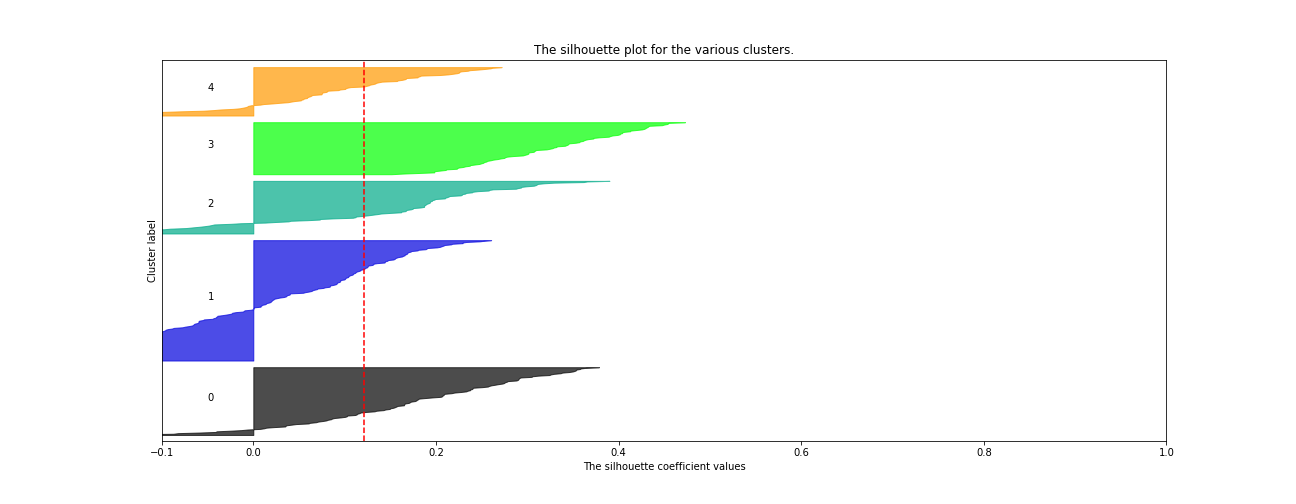 The silhouette plot for the various clusters.
4
3
2
1
0
Cluster label
−0.1 0.0 0.2 0.4 0.6 0.8 1.0
The silhouette coefficient values